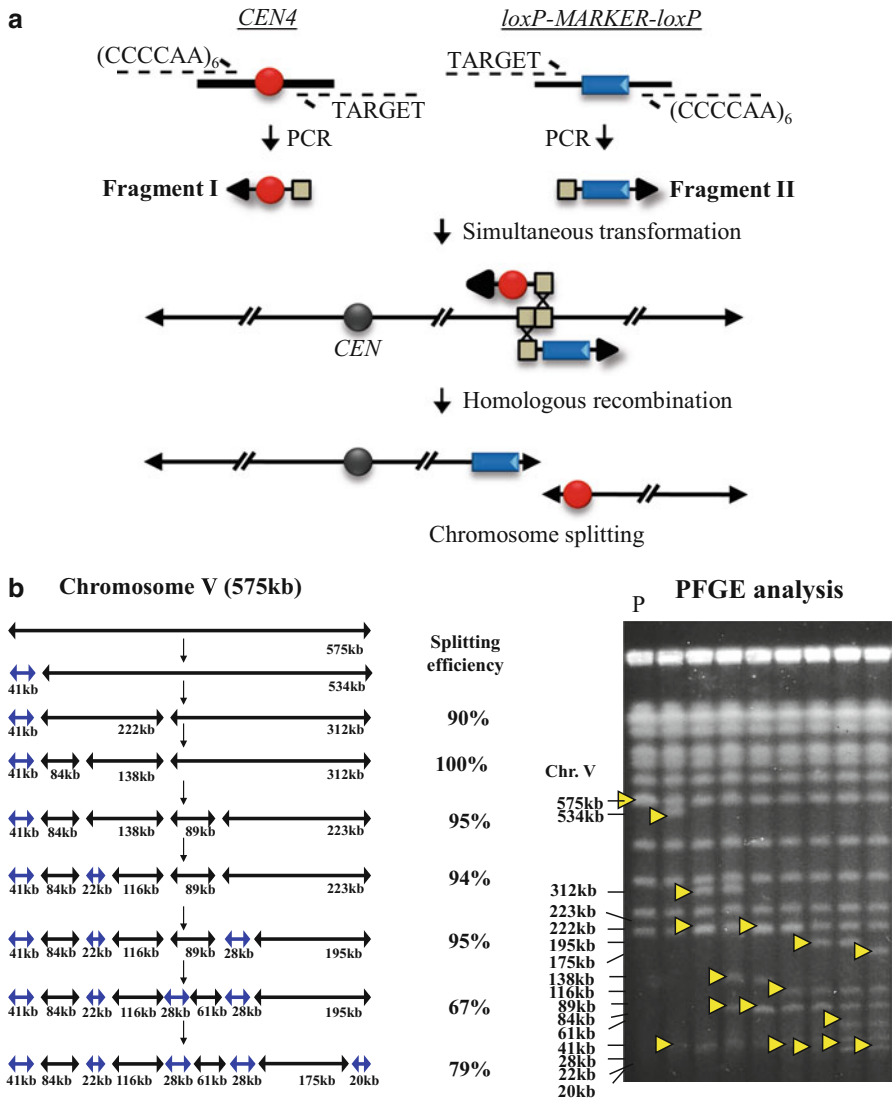 a
CEN4
loxP-MARKER-loxP
(CCCCAA)6
TARGET
TARGET
(CCCCAA)6
PCR
PCR
Fragment I
Fragment II
Simultaneous transformation
CEN
Homologous recombination
Chromosome splitting
b
Chromosome V (575kb)
PFGE analysis
P
Splitting
efficiency
575kb
41kb 534kb
41kb 222kb 312kb
90%
41kb 84kb 138kb 312kb
100%
41kb 84kb 138kb 89kb 223kb
95%
41kb 84kb 22kb 116kb 89kb 223kb
94%
41kb 84kb 22kb 116kb 89kb 28kb 195kb
95%
41kb 84kb 22kb 116kb 28kb 61kb 28kb 195kb
67%
41kb 84kb 22kb 116kb 28kb 61kb 28kb 175kb 20kb
79%
Chr. V
575kb
534kb
312kb
223kb
222kb
195kb
175kb
138kb
116kb
89kb
84kb
61kb
41kb
28kb
22kb
20kb